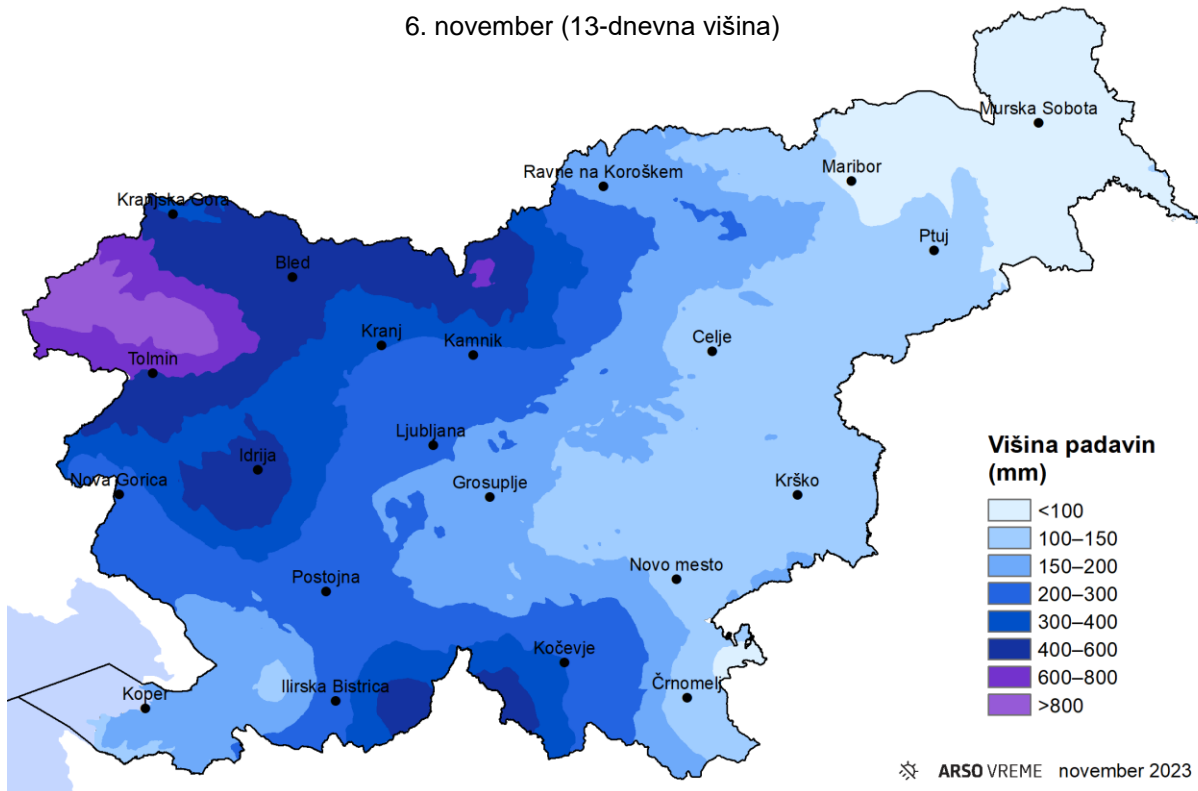 6. november (13-dnevna višina)
Murska Sobota
Maribor
Ravne na Koroškem
Kranjska Gora
Ptuj
Bled
Kranj
Kamnik
Celje
Tolmin
Ljubljana
Idrija
Nova Gorica
Grosuplje
Krško
Postojna
Novo mesto
Kočevje
Koper
Ilirska Bistrica
Črnomelj
Višina padavin
(mm)
<100
100–150
150–200
200–300
300–400
400–600
600–800
>800
ARSO VREME november 2023